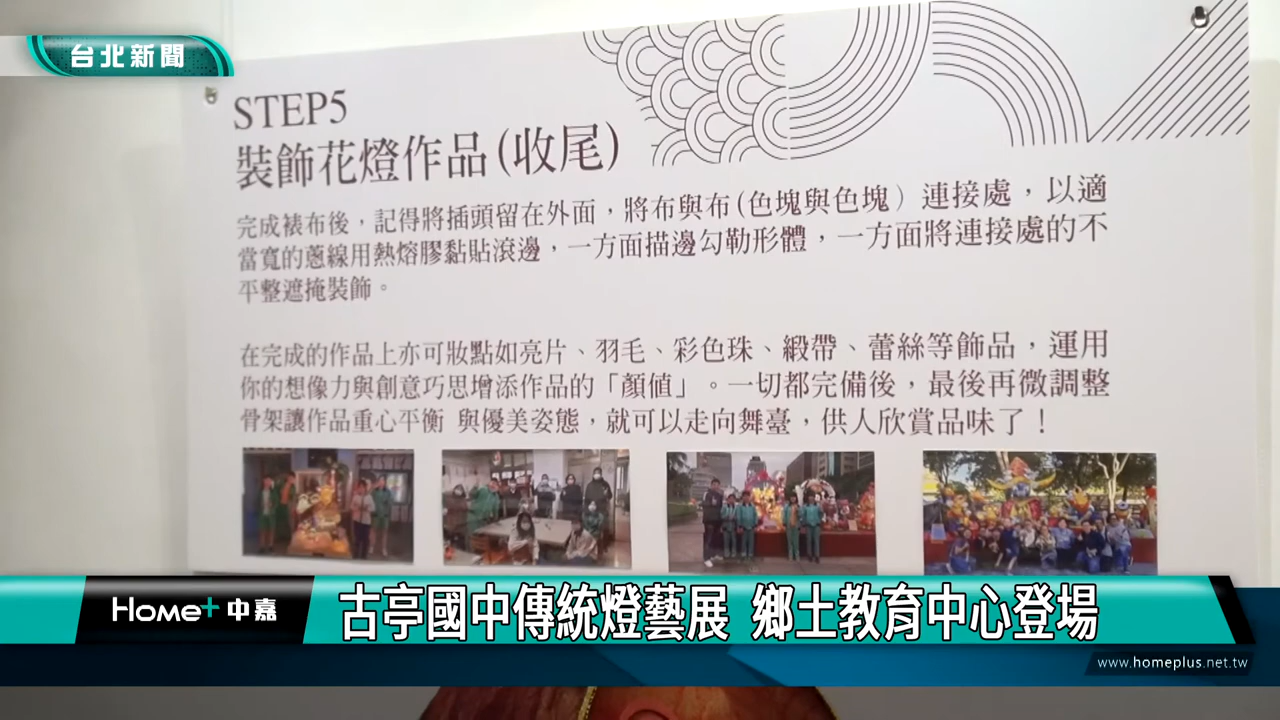 台北新聞
STEP5
裝飾花燈作品(收尾)
完成裱布後，記得將插頭留在外面，將布與布(色塊與色塊）連接處，以適
當寬的蔥線用熱熔膠黏貼滾邊，一方面描邊勾勒形體，一方面將連接處的不
平整遮掩裝飾。
在完成的作品上亦可妝點如亮片、羽毛、彩色珠、緞帶、蕾絲等飾品，運用
你的想像力與創意巧思增添作品的「顏值」。一切都完備後，最後再微調整
骨架讓作品重心平衡 與優美姿態，就可以走向舞臺，供人欣賞品味了！
Home+中嘉
古亭國中傳統燈藝展 鄉土教育中心登場
www.homeplus.net.tw